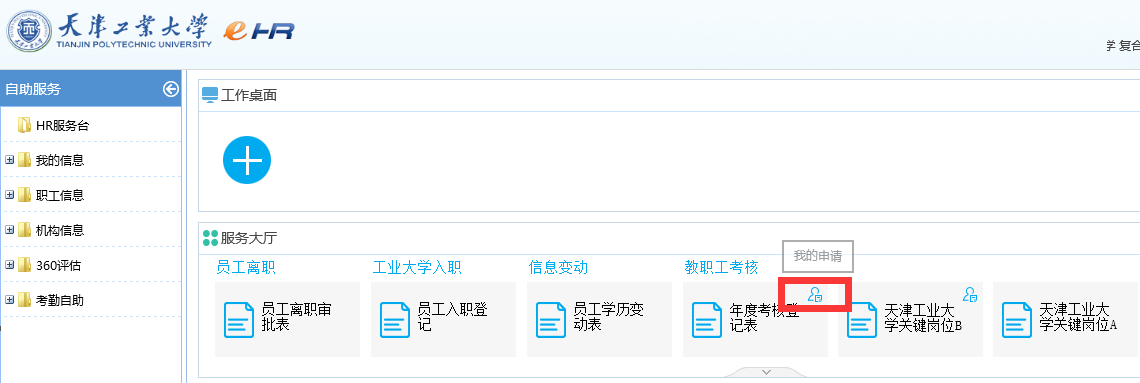 天津工业大学
TIANJIN POLYTECHNIC UNIVERSITY
eHR
学 复合
自助服务
HR服务台
我的信息
职工信息
机构信息
360评估
考勤自助
工作桌面
服务大厅
我的申请
员工离职
工业大学入职
信息变动
教职工考核
员工离职审
批表
员工入职登
记
员工学历变
动表
年度考核登
记表
天津工业大
学关键岗位B
天津工业大
学关键岗位A